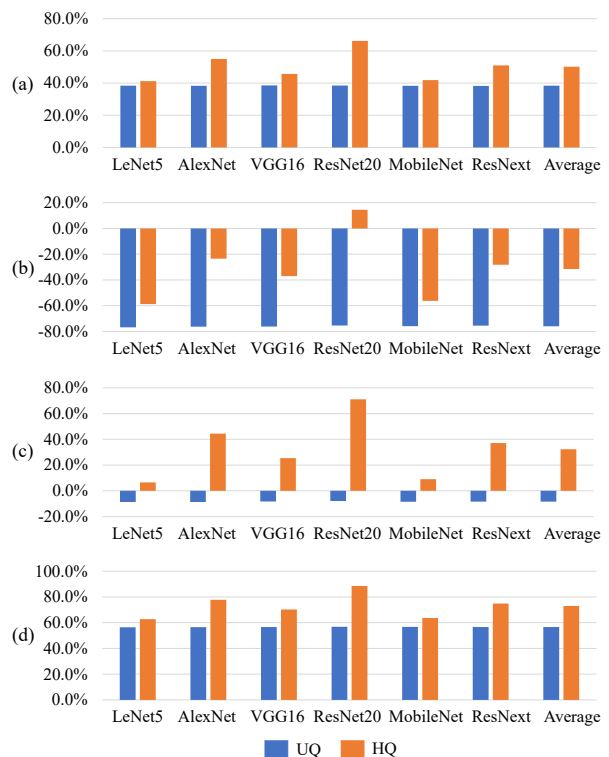 80.0%
60.0%
(a)
40.0%
20.0%
0.0%
LeNet5 AlexNet VGG16 ResNet20 MobileNet ResNext Average
20.0%
0.0%
-20.0%
(b)
-40.0%
-60.0%
-80.0%
LeNet5 AlexNet VGG16 ResNet20 MobileNet ResNext Average
80.0%
60.0%
40.0%
(c)
20.0%
0.0%
-20.0%
LeNet5 AlexNet VGG16 ResNet20 MobileNet ResNext Average
100.0%
80.0%
60.0%
(d)
40.0%
20.0%
0.0%
LeNet5 AlexNet VGG16 ResNet20 MobileNet ResNext Average
UQ HQ